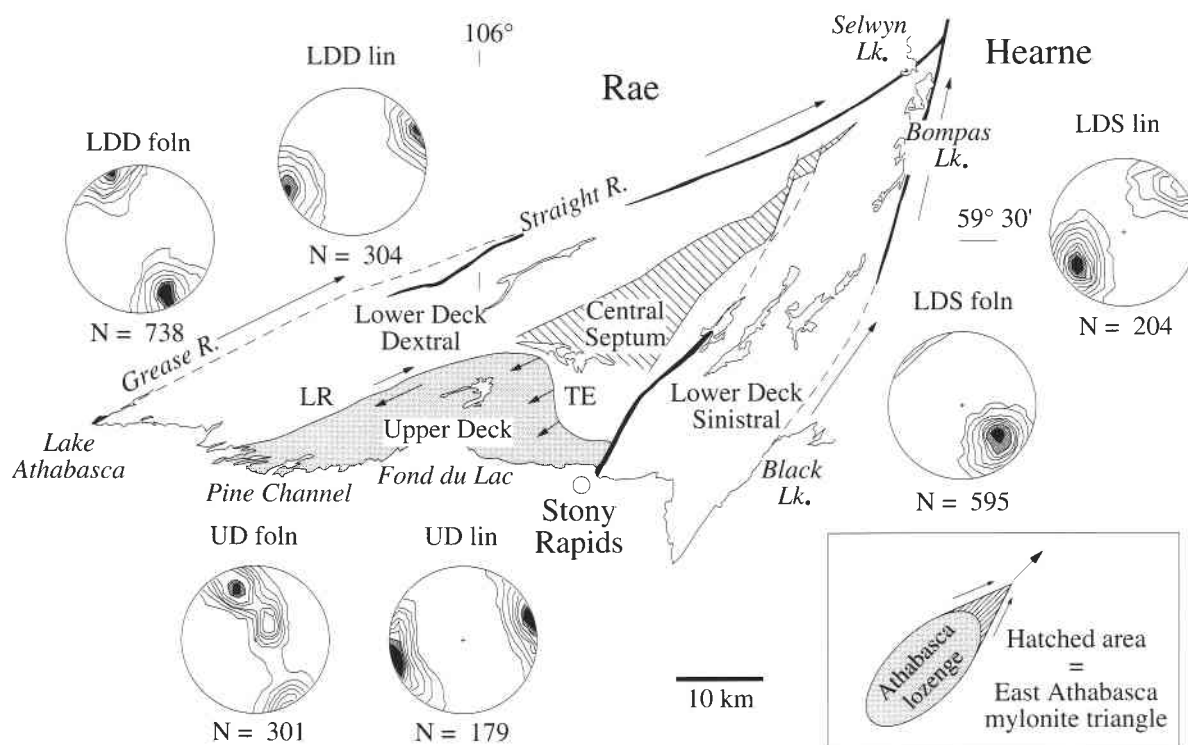 106°
Selwyn
Lk.
Hearne
LDD lin
Rae
LDD foln
Bompas
Lk.
LDS lin
Straight R.
59° 30'
N = 304
N = 738
Lower Deck
Dextral
Central
Septum
LDS foln
N = 204
Grease R.
LR
TE
Lower Deck
Sinistral
Upper Deck
Lake
Athabasca
Pine Channel
Fond du Lac
Black
Lk.
N = 595
Stony
Rapids
UD foln
UD lin
N = 301
N = 179
10 km
Athabasca
lozenge
Hatched area
=
East Athabasca
mylonite triangle